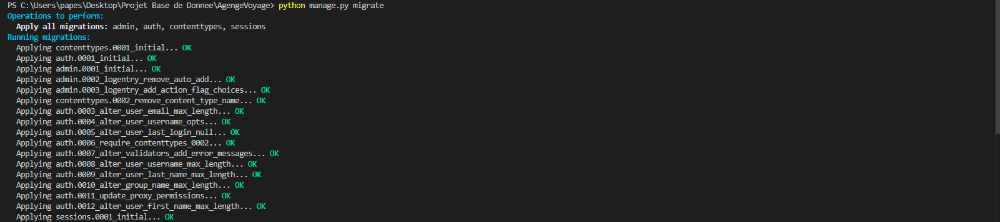 PS C:\Users\papes\Desktop\Projet Base de Donnee\AgengeVoyage> python manage.py migrate
Operations to perform:
  Apply all migrations: admin, auth, contenttypes, sessions
Running migrations:
  Applying contenttypes.0001_initial... OK
  Applying auth.0001_initial... OK
  Applying admin.0001_initial... OK
  Applying admin.0002_logentry_remove_auto_add... OK
  Applying admin.0003_logentry_add_action_flag_choices... OK
  Applying contenttypes.0002_remove_content_type_name... OK
  Applying auth.0003_alter_user_email_max_length... OK
  Applying auth.0004_alter_user_username_opts... OK
  Applying auth.0005_alter_user_last_login_null... OK
  Applying auth.0006_require_contenttypes_0002... OK
  Applying auth.0007_alter_validators_add_error_messages... OK
  Applying auth.0008_alter_user_username_max_length... OK
  Applying auth.0009_alter_user_last_name_max_length... OK
  Applying auth.0010_alter_group_name_max_length... OK
  Applying auth.0011_update_proxy_permissions... OK
  Applying auth.0012_alter_user_first_name_max_length... OK
  Applying sessions.0001_initial... OK